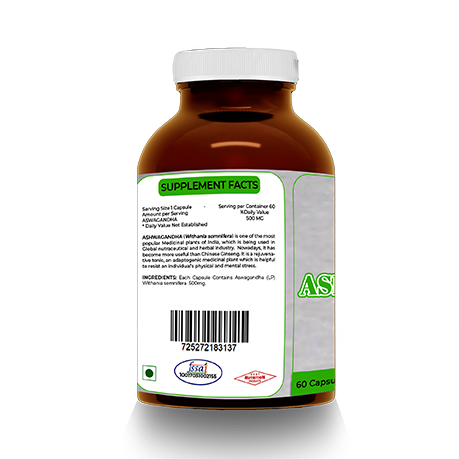 SUPPLEMENT FACTS
Serving Size 1 Capsule - Serving per Container 60
Amount per Serving %Daily Value
ASWAGANDHA 500 MG
* Daily Value Not Established
ASHWAGANDHA (Withania somnifera) is one of the most
popular Medicinal plants of India, which is being used in
Global nutraceutical and herbal industry. Nowadays, it has
become more useful than Chinese Ginseng. It is a rejuvena-
tive tonic, an adaptogenic medicinal plant which is helpful
to resist an individual's physical and mental stress.
INGREDIENTS: Each Capsule Contains Aswagandha (LP)
Withania somnifera 500mg.
725272183137
fssai
10017051002155
NUTRITION
PRODUCTS
AS
60 Capsu